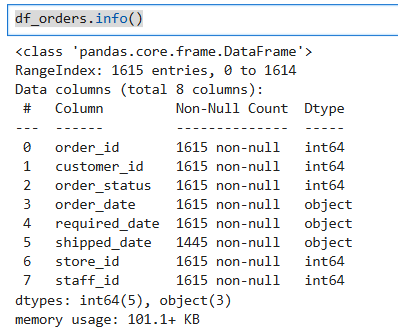 df_orders.info()
<class 'pandas.core.frame.DataFrame'>
RangeIndex: 1615 entries, 0 to 1614
Data columns (total 8 columns):
 #   Column         Non-Null Count  Dtype
---  ------         --------------  -----
 0   order_id       1615 non-null   int64
 1   customer_id    1615 non-null   int64
 2   order_status   1615 non-null   int64
 3   order_date     1615 non-null   object
 4   required_date  1615 non-null   object
 5   shipped_date   1445 non-null   object
 6   store_id       1615 non-null   int64
 7   staff_id       1615 non-null   int64
dtypes: int64(5), object(3)
memory usage: 101.1+ KB